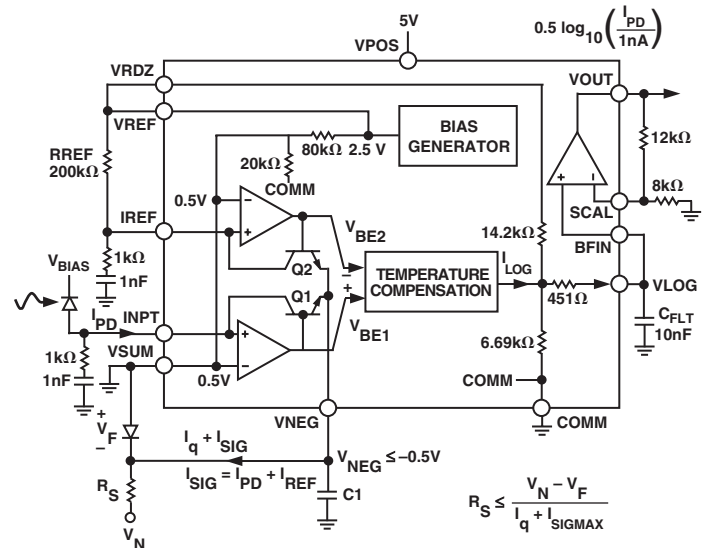 5V
0.5 log10(IPD/1nA)
VPOS
VRDZ
VOUT
VREF
BIAS
GENERATOR
80kΩ
2.5 V
20kΩ
COMM
12kΩ
RREF
200kΩ
0.5V
8kΩ
SCAL
IREF
VBE2
14.2kΩ
BFIN
1kΩ
1nF
Q2
VBIAS
TEMPERATURE
COMPENSATION
ILOG
VLOG
451Ω
Q1
IPD
INPT
VBE1
CFLT
10nF
1kΩ
1nF
VSUM
0.5V
6.69kΩ
COMM
COMM
VNEG
VF
Iq + ISIG
VNEG ≤ –0.5V
ISIG = IPD + IREF
RS
C1
VN
RS ≤ (VN – VF)/(Iq + ISIGMAX)